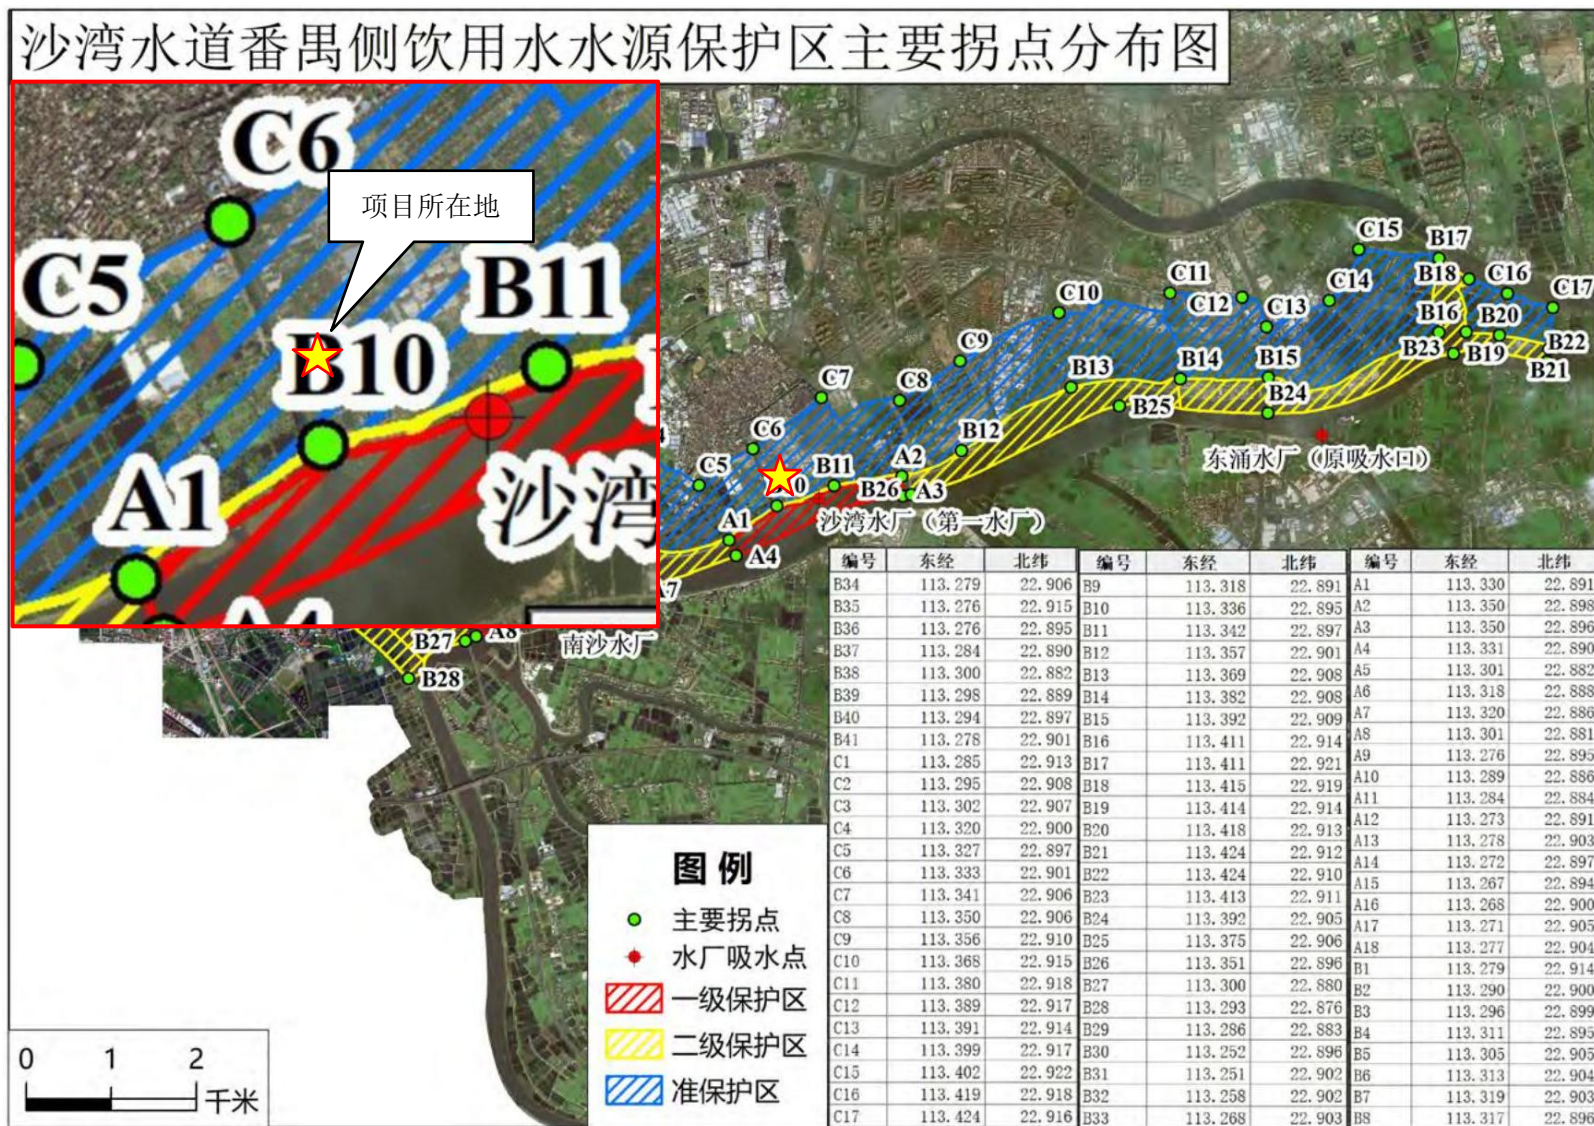 沙湾水道番禺侧饮用水水源保护区主要拐点分布图
C6
项目所在地
C5
B11
B10
A1
沙湾
A4
C15
B17
B18
C16
C11
C12
C14
C17
C10
C13
B16
B20
B22
C9
B23
B19
B21
B13
B14
B15
C7
C8
B25
B24
C6
B12
东涌水厂（原吸水口）
C5
B11
A2
B26
A3
沙湾水厂（第一水厂）
A1
A4
A8
B27
南沙水厂
B28
编号 东经 北纬
B34 113.279 22.906
B35 113.276 22.915
B36 113.276 22.895
B37 113.284 22.890
B38 113.300 22.882
B39 113.298 22.889
B40 113.294 22.897
B41 113.278 22.901
C1 113.285 22.913
C2 113.295 22.908
C3 113.302 22.907
C4 113.320 22.900
C5 113.327 22.897
C6 113.333 22.901
C7 113.341 22.906
C8 113.350 22.906
C9 113.356 22.910
C10 113.368 22.915
C11 113.380 22.918
C12 113.389 22.917
C13 113.391 22.914
C14 113.399 22.917
C15 113.402 22.922
C16 113.419 22.918
C17 113.424 22.916
编号 东经 北纬
B9 113.318 22.891
B10 113.336 22.895
B11 113.342 22.897
B12 113.357 22.901
B13 113.369 22.908
B14 113.382 22.908
B15 113.392 22.909
B16 113.411 22.914
B17 113.411 22.921
B18 113.415 22.919
B19 113.414 22.914
B20 113.418 22.913
B21 113.424 22.912
B22 113.424 22.910
B23 113.413 22.911
B24 113.392 22.905
B25 113.375 22.906
B26 113.351 22.896
B27 113.300 22.880
B28 113.293 22.876
B29 113.286 22.883
B30 113.252 22.896
B31 113.251 22.902
B32 113.258 22.902
B33 113.268 22.903
编号 东经 北纬
A1 113.330 22.891
A2 113.350 22.898
A3 113.350 22.896
A4 113.331 22.890
A5 113.301 22.882
A6 113.318 22.888
A7 113.320 22.886
A8 113.301 22.881
A9 113.276 22.895
A10 113.289 22.886
A11 113.284 22.884
A12 113.273 22.891
A13 113.278 22.903
A14 113.272 22.897
A15 113.267 22.894
A16 113.268 22.900
A17 113.271 22.905
A18 113.277 22.904
B1 113.279 22.914
B2 113.290 22.900
B3 113.296 22.899
B4 113.311 22.895
B5 113.305 22.905
B6 113.313 22.904
B7 113.319 22.903
B8 113.317 22.896
图例
主要拐点
水厂吸水点
一级保护区
二级保护区
准保护区
0 1 2
千米